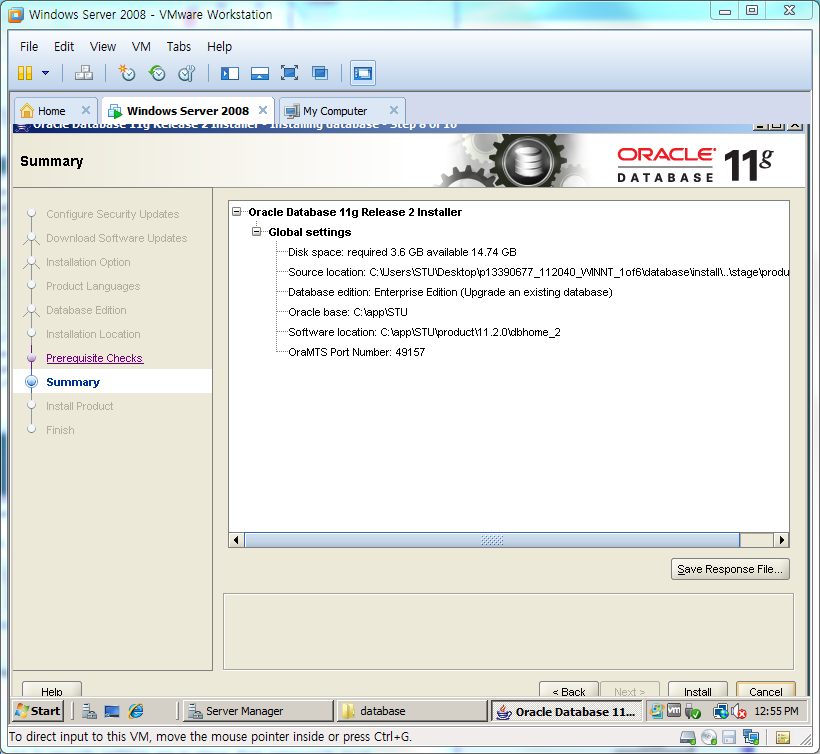 Windows Server 2008 - VMware Workstation
File Edit View VM Tabs Help
Home Windows Server 2008 My Computer
Oracle Database 11g Release 2 Installer - Installing database - Step 8 of 10
Summary
ORACLE
DATABASE 11g
Configure Security Updates
Download Software Updates
Installation Option
Product Languages
Database Edition
Installation Location
Prerequisite Checks
Summary
Install Product
Finish
Oracle Database 11g Release 2 Installer
Global settings
Disk space: required 3.6 GB available 14.74 GB
Source location: C:\Users\STU\Desktop\p13390677_112040_WINNT_1of6\database\install\..\stage\produ
Database edition: Enterprise Edition (Upgrade an existing database)
Oracle base: C:\app\STU
Software location: C:\app\STU\product\11.2.0\dbhome_2
OraMTS Port Number: 49157
Save Response File...
Help < Back Next > Install Cancel
Start Server Manager database Oracle Database 11... vm 12:55 PM
To direct input to this VM, move the mouse pointer inside or press Ctrl+G.